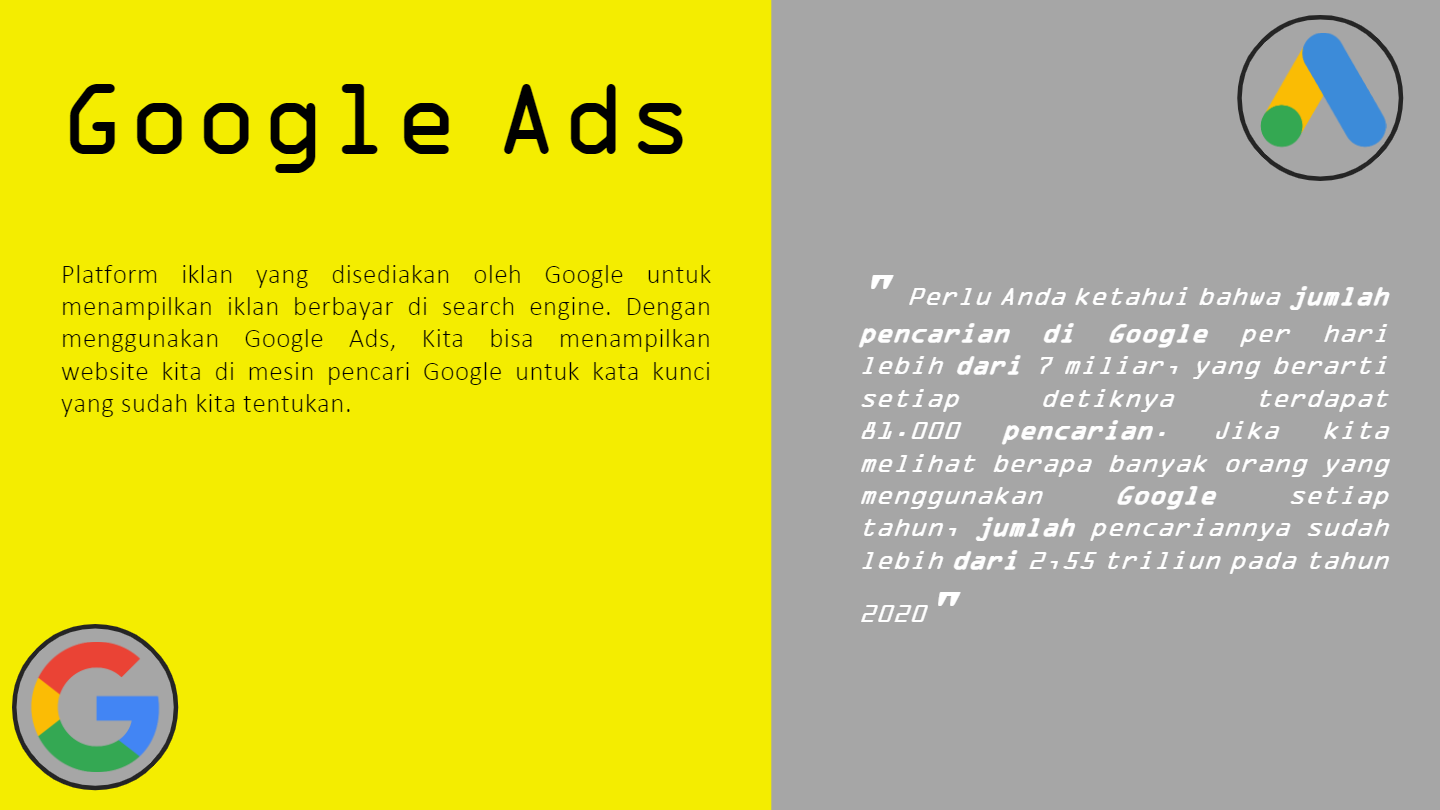 Google Ads
Platform iklan yang disediakan oleh Google untuk
menampilkan iklan berbayar di search engine. Dengan
menggunakan Google Ads, Kita bisa menampilkan
website kita di mesin pencari Google untuk kata kunci
yang sudah kita tentukan.
" Perlu Anda ketahui bahwa jumlah
pencarian di Google per hari
lebih dari 7 miliar, yang berarti
setiap detiknya terdapat
81.000 pencarian. Jika kita
melihat berapa banyak orang yang
menggunakan Google setiap
tahun, jumlah pencariannya sudah
lebih dari 2,55 triliun pada tahun
2020"